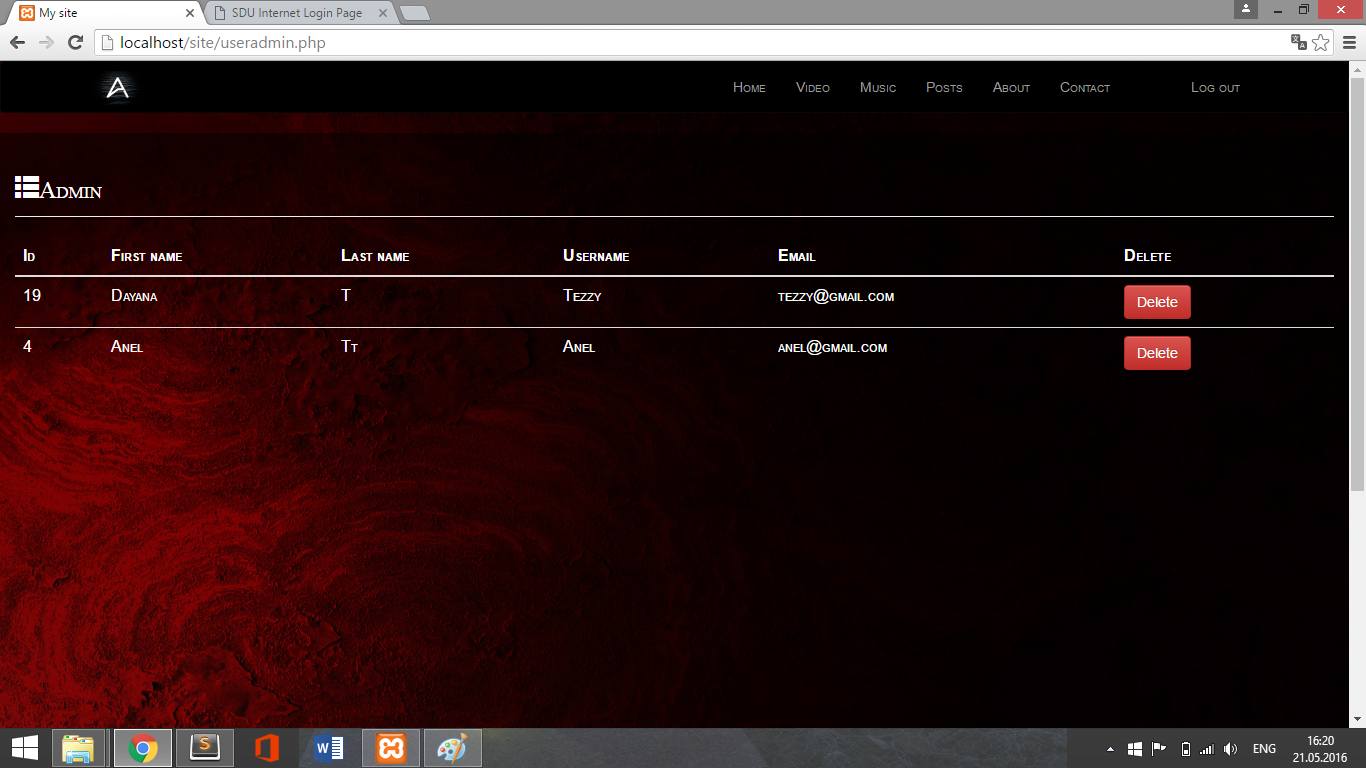 My site SDU Internet Login Page
localhost/site/useradmin.php
A Home Video Music Posts About Contact Log out
Admin
Id First name Last name Username Email Delete
19 Dayana T Tezzy tezzy@gmail.com Delete
4 Anel Tt Anel anel@gmail.com Delete
ENG 16:20
21.05.2016